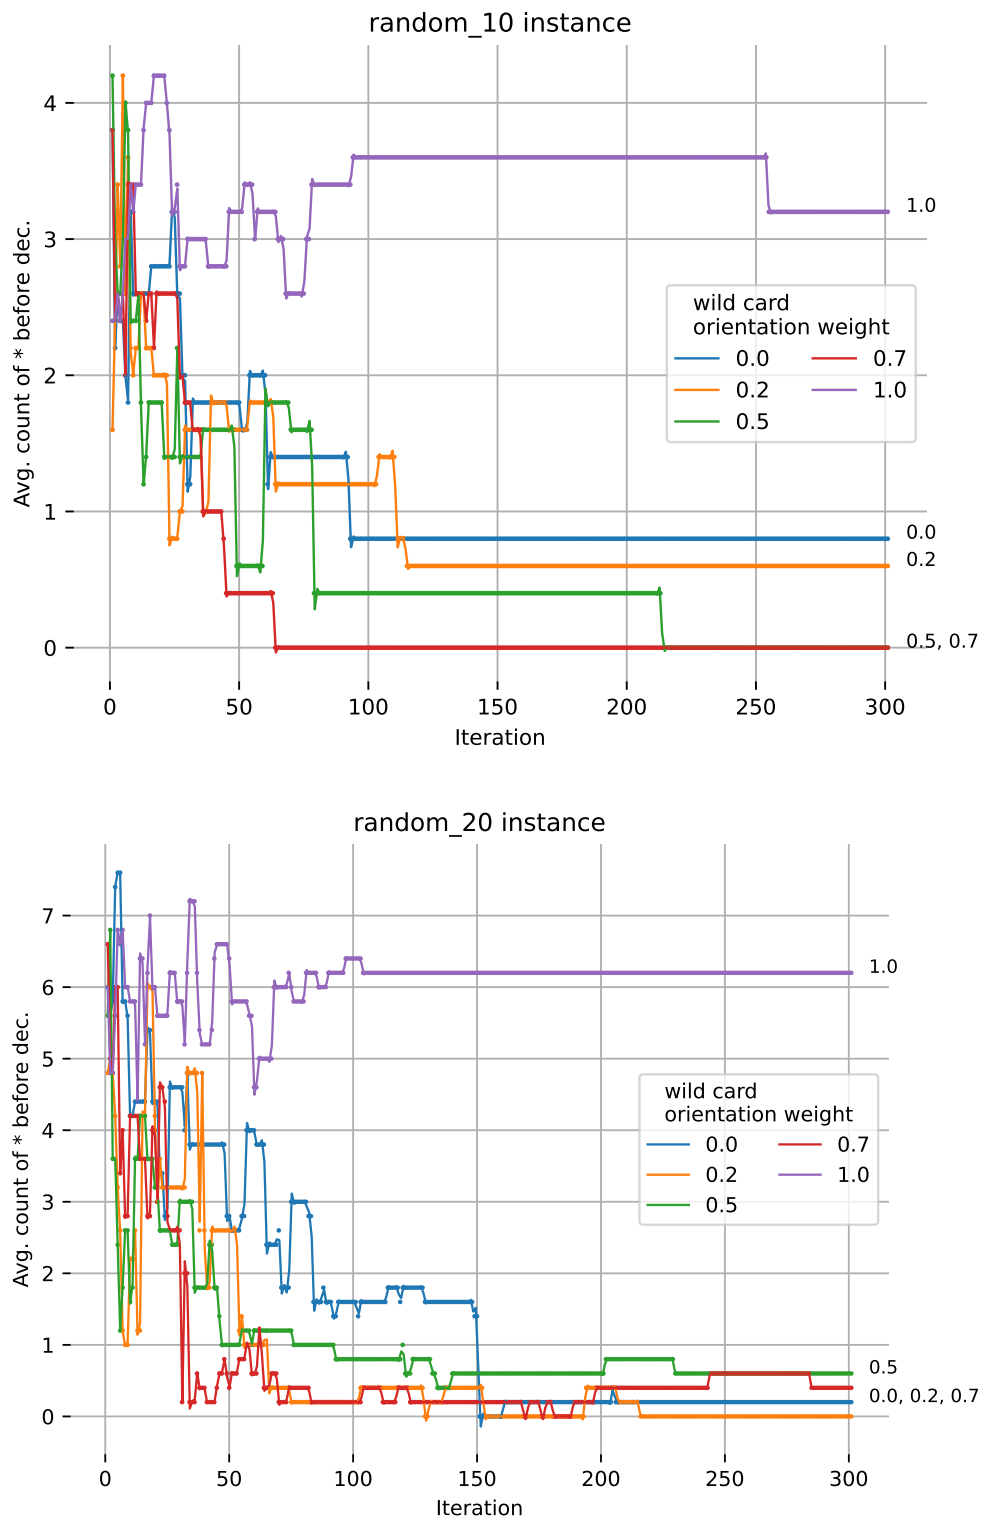 random_10 instance
Avg. count of * before dec.
4
3
2
1
0
0 50 100 150 200 250 300
Iteration
wild card
orientation weight
0.0 0.7
0.2 1.0
0.5
1.0
0.0
0.2
0.5, 0.7
random_20 instance
Avg. count of * before dec.
7
6
5
4
3
2
1
0
0 50 100 150 200 250 300
Iteration
wild card
orientation weight
0.0 0.7
0.2 1.0
0.5
1.0
0.5
0.0, 0.2, 0.7